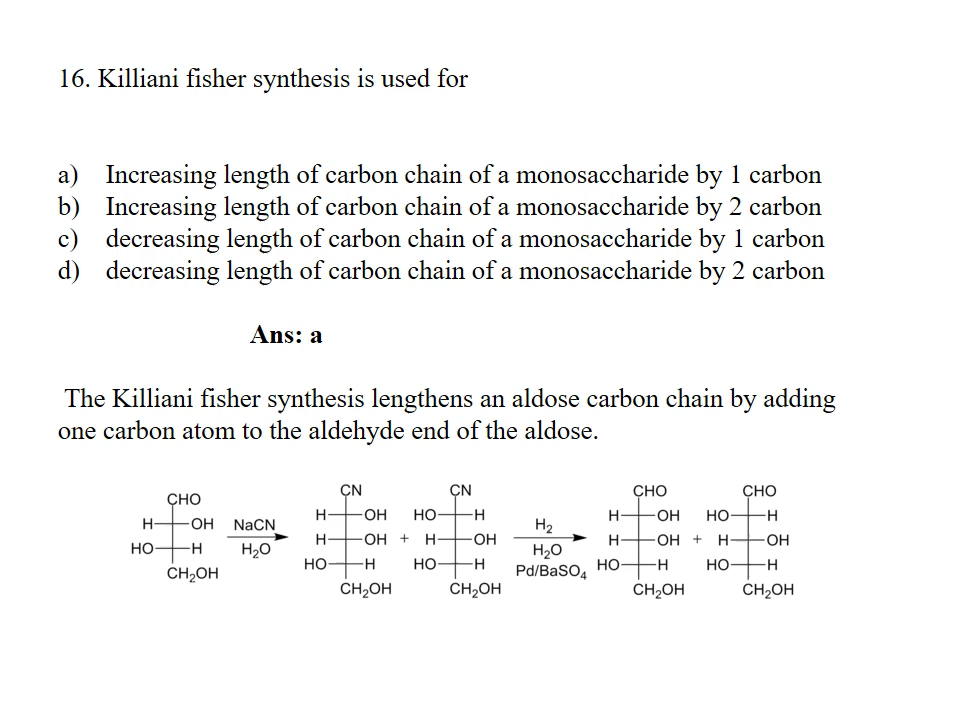 16. Killiani fisher synthesis is used for
a) Increasing length of carbon chain of a monosaccharide by 1 carbon
b) Increasing length of carbon chain of a monosaccharide by 2 carbon
c) decreasing length of carbon chain of a monosaccharide by 1 carbon
d) decreasing length of carbon chain of a monosaccharide by 2 carbon
Ans: a
The Killiani fisher synthesis lengthens an aldose carbon chain by adding
one carbon atom to the aldehyde end of the aldose.
CHO
H OH
HO H
CH₂OH
NaCN
H₂O
CN
H OH
H OH
HO H
CH₂OH
+
CN
HO H
H OH
HO H
CH₂OH
H₂
H₂O
Pd/BaSO₄
CHO
H OH
H OH
HO H
CH₂OH
+
CHO
HO H
H OH
HO H
CH₂OH